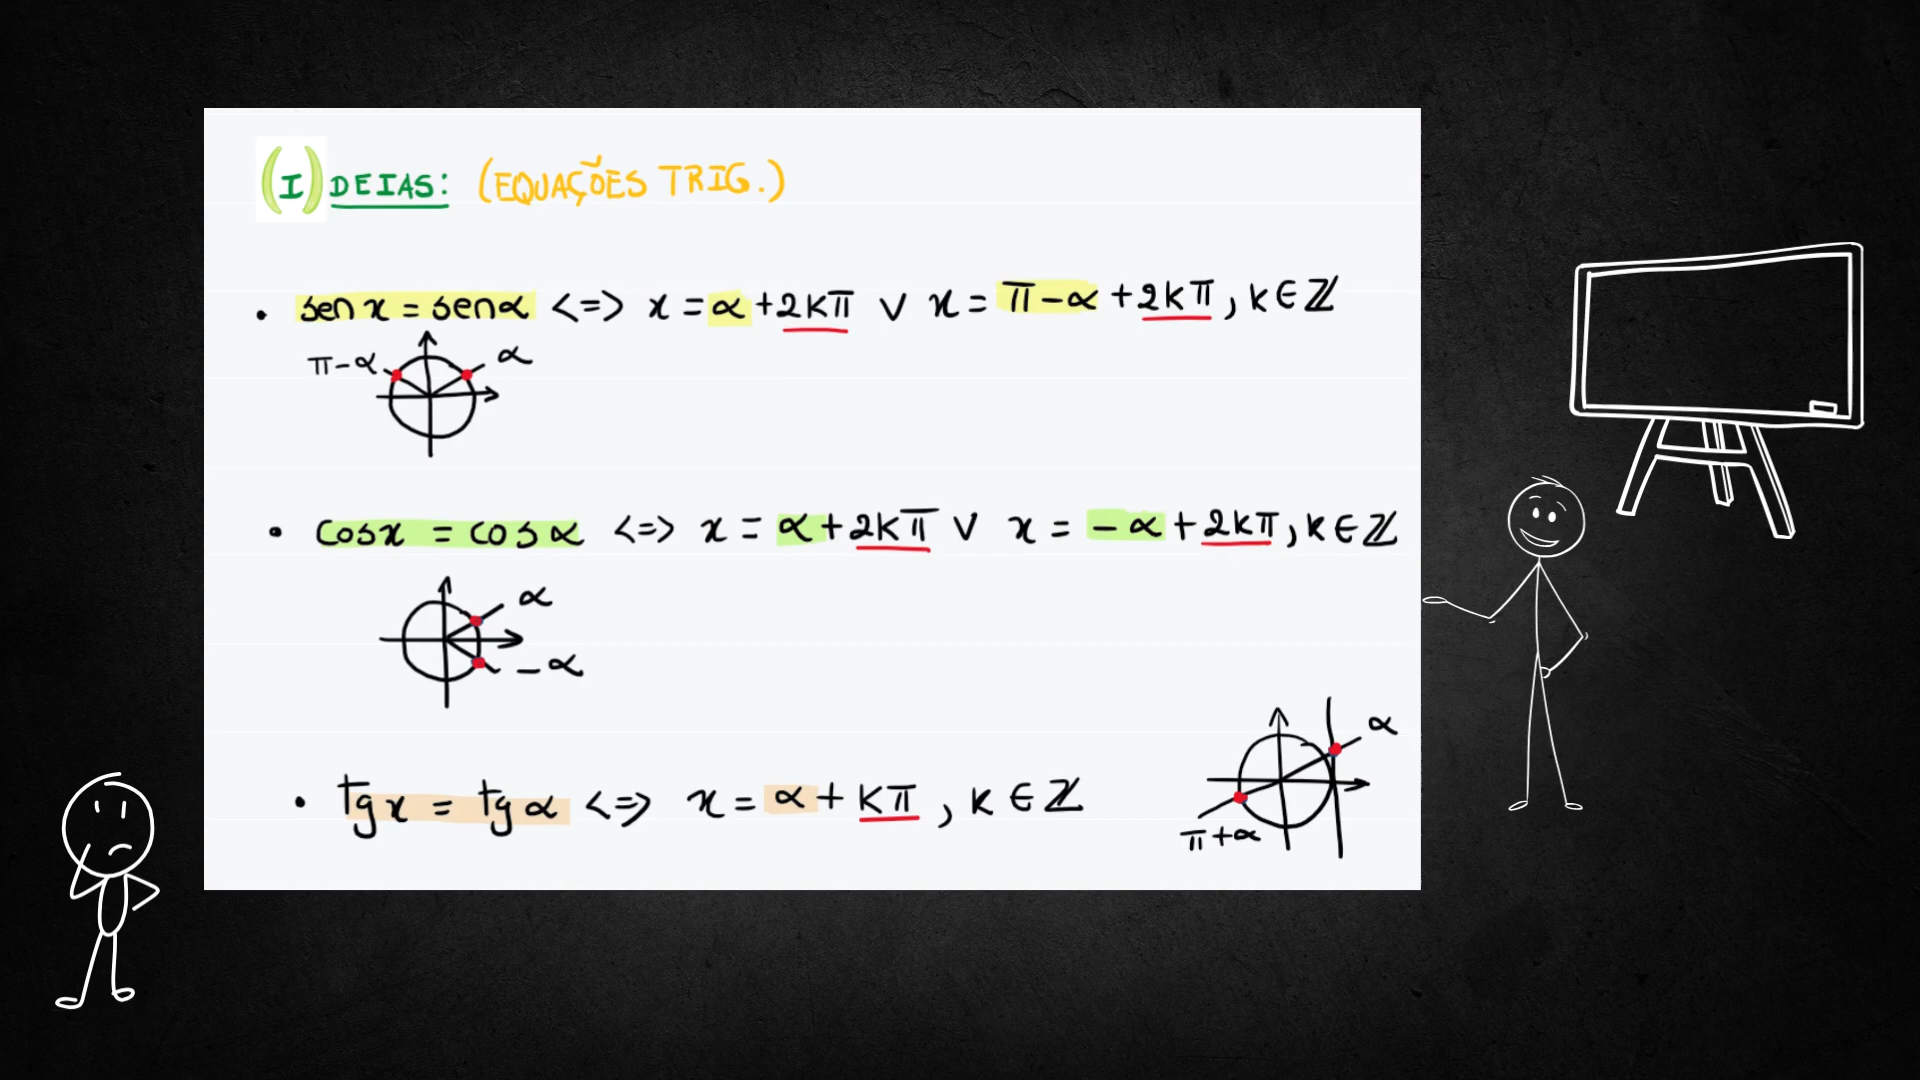 (I)DEIAS: (EQUAÇÕES TRIG.)
• sen x = sen α <=> x = α + 2kπ ∨ x = π - α + 2kπ, k ∈ ℤ
π - α α
• cos x = cos α <=> x = α + 2kπ ∨ x = - α + 2kπ, k ∈ ℤ
α
- α
α
• tg x = tg α <=> x = α + kπ, k ∈ ℤ
π + α